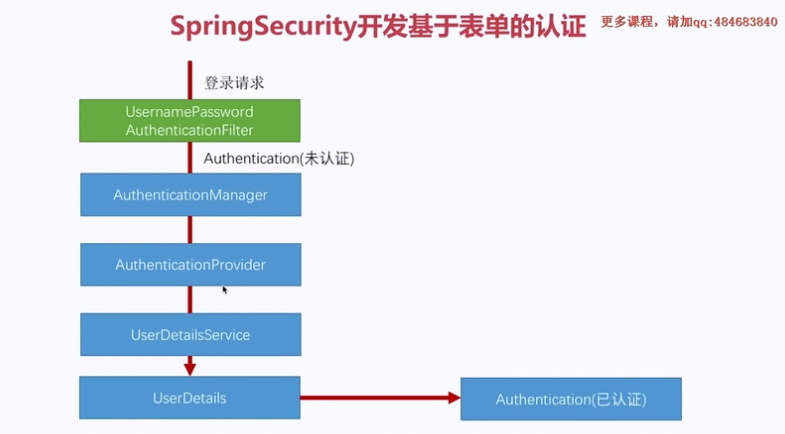 SpringSecurity开发基于表单的认证
更多课程，请加qq:484683840
登录请求
UsernamePassword
AuthenticationFilter
Authentication(未认证)
AuthenticationManager
AuthenticationProvider
UserDetailsService
UserDetails
Authentication(已认证)